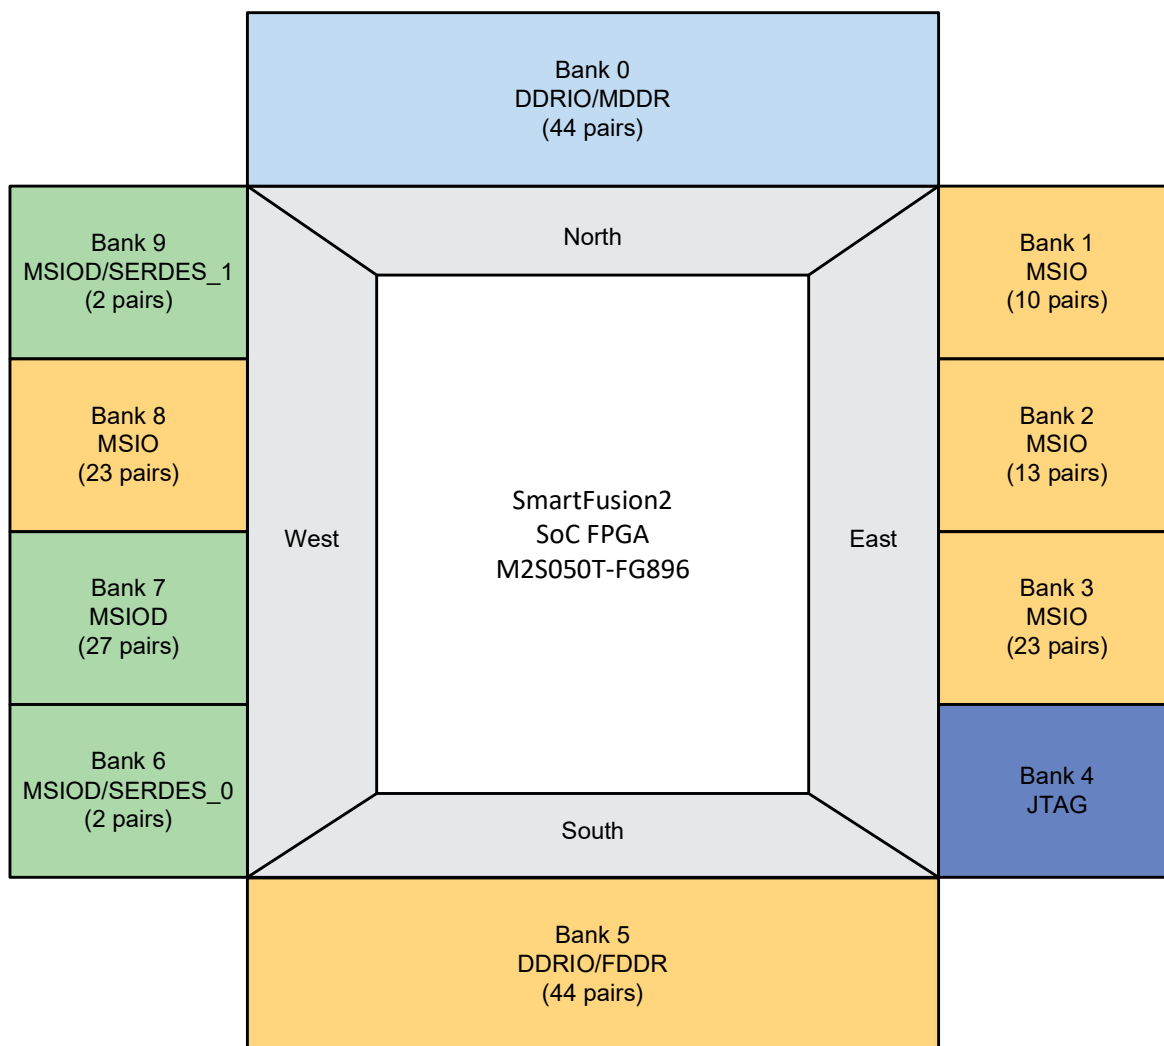 Bank 0
DDRIO/MDDR
(44 pairs)
North
Bank 9
MSIOD/SERDES_1
(2 pairs)
Bank 1
MSIO
(10 pairs)
Bank 8
MSIO
(23 pairs)
Bank 2
MSIO
(13 pairs)
SmartFusion2
SoC FPGA
M2S050T-FG896
West
East
Bank 7
MSIOD
(27 pairs)
Bank 3
MSIO
(23 pairs)
Bank 6
MSIOD/SERDES_0
(2 pairs)
Bank 4
JTAG
South
Bank 5
DDRIO/FDDR
(44 pairs)